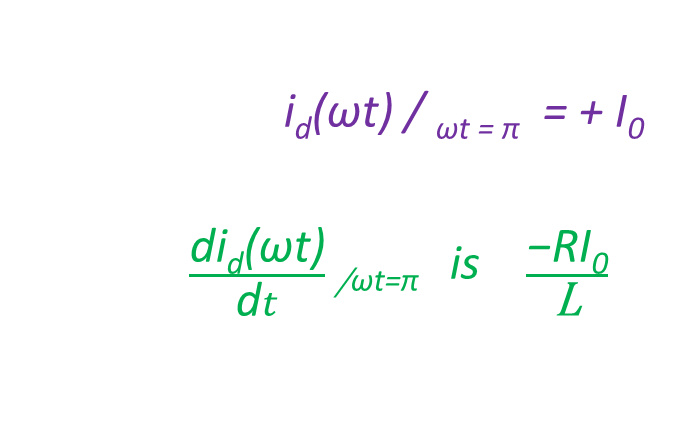 i_d(ωt) / ωt = π = + I_0
di_d(ωt)
dt
/ωt=π is
−RI_0
L